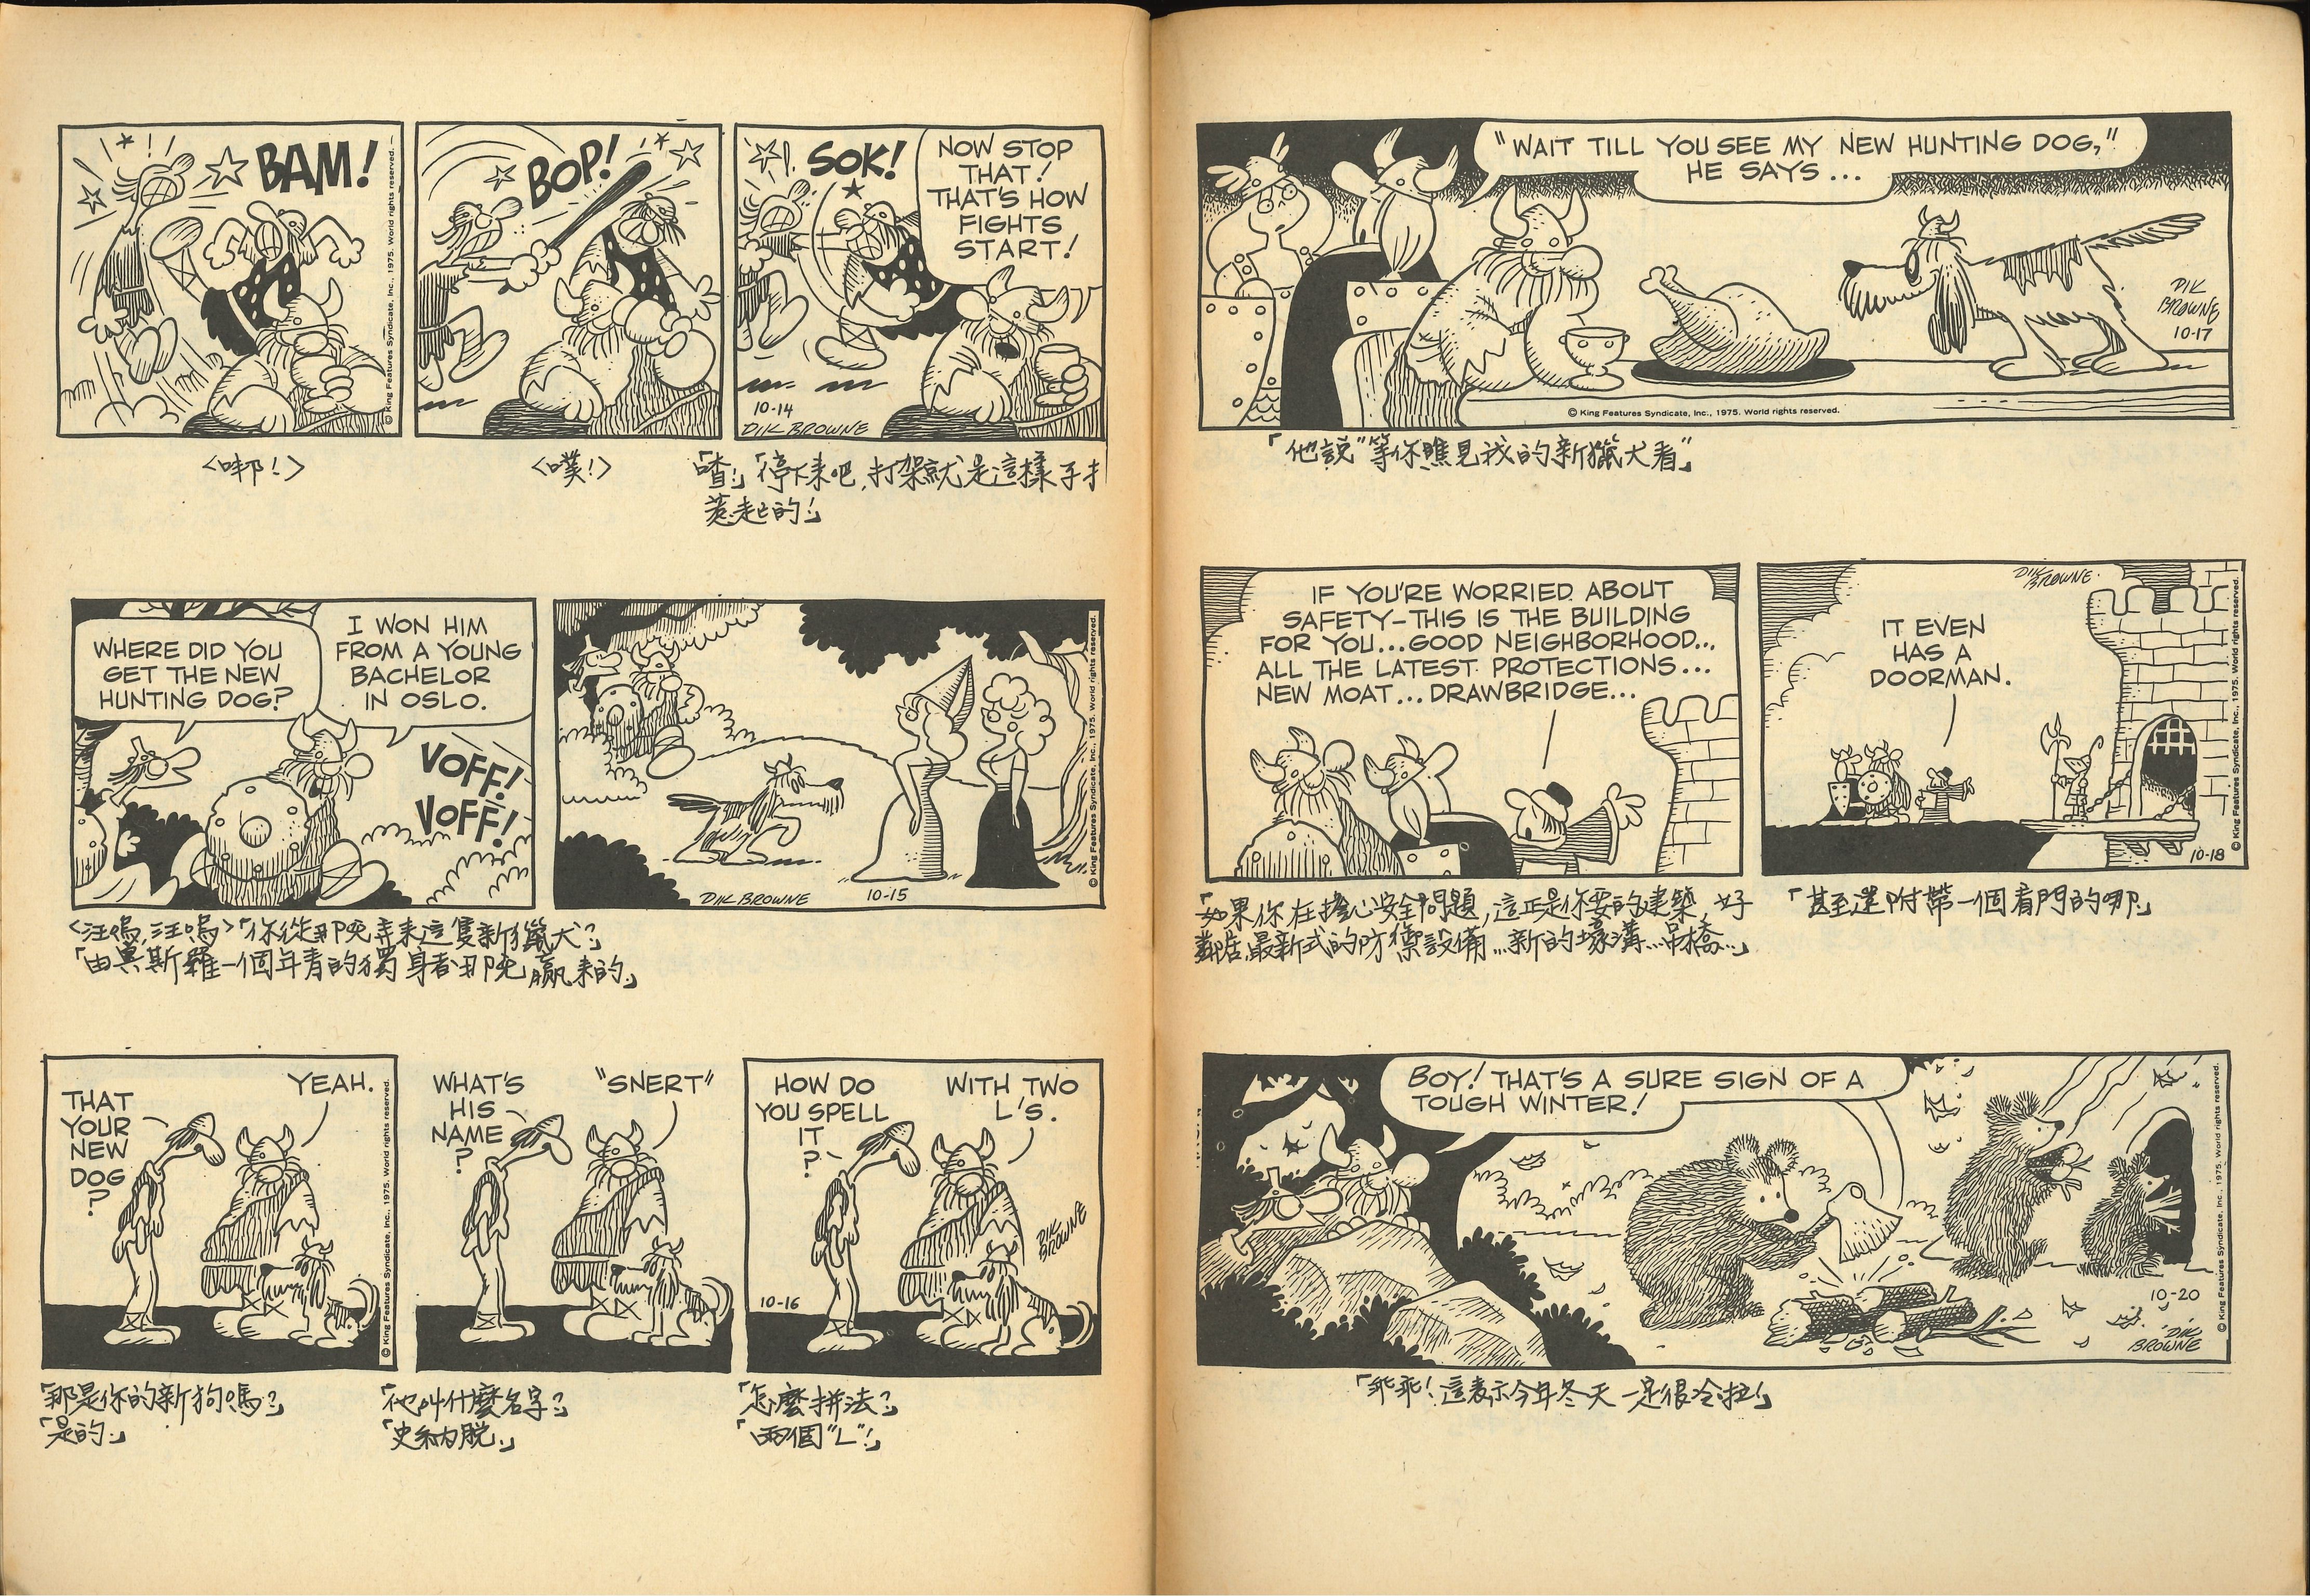 BAM!
© King Features Syndicate, Inc., 1975. World rights reserved.
BOP!
SOK!
NOW STOP
THAT!
THAT'S HOW
FIGHTS
START!
10-14
DIK BROWNE
〈啡!〉
〈噗!〉
「喳!」「停下来吧,打架就是這樣子
惹起的!」
WHERE DID YOU
GET THE NEW
HUNTING DOG?
I WON HIM
FROM A YOUNG
BACHELOR
IN OSLO.
VOFF!
VOFF!
DIK BROWNE
10-15
© King Features Syndicate, Inc., 1975. World rights reserved.
〈汪嗚,汪嗚〉「你從那兒弄来這隻新獵犬?」
「由奧斯羅一個年青的獨身者那兒贏来的」
THAT
YOUR
NEW
DOG
?
YEAH.
© King Features Syndicate, Inc., 1975. World rights reserved.
WHAT'S
HIS
NAME
?
"SNERT"
HOW DO
YOU SPELL
IT
?
WITH TWO
L'S.
DIK
BROWNE
10-16
「那是你的新狗嗎?」
「是的」
「他叫什麼名字?」
「史納脱」
「怎麼拼法?」
「兩個"L"!」
"WAIT TILL YOU SEE MY NEW HUNTING DOG,"
HE SAYS...
DIK
BROWNE
10-17
© King Features Syndicate, Inc., 1975. World rights reserved.
「他説"等你瞧見我的新獵犬看"」
IF YOU'RE WORRIED ABOUT
SAFETY-THIS IS THE BUILDING
FOR YOU...GOOD NEIGHBORHOOD...
ALL THE LATEST PROTECTIONS...
NEW MOAT...DRAWBRIDGE...
DIK
BROWNE
IT EVEN
HAS A
DOORMAN.
© King Features Syndicate, Inc., 1975. World rights reserved.
10-18
「如果你在擔心安全問題,這正是你要的建築,好
鄰居,最新式的防禦設備...新的壕溝...吊橋...」
「甚至還附帶一個看門的哪」
BOY! THAT'S A SURE SIGN OF A
TOUGH WINTER!
10-20
DIK
BROWNE
© King Features Syndicate, Inc., 1975. World rights reserved.
「乖乖!這表示今年冬天一定很冷啦!」